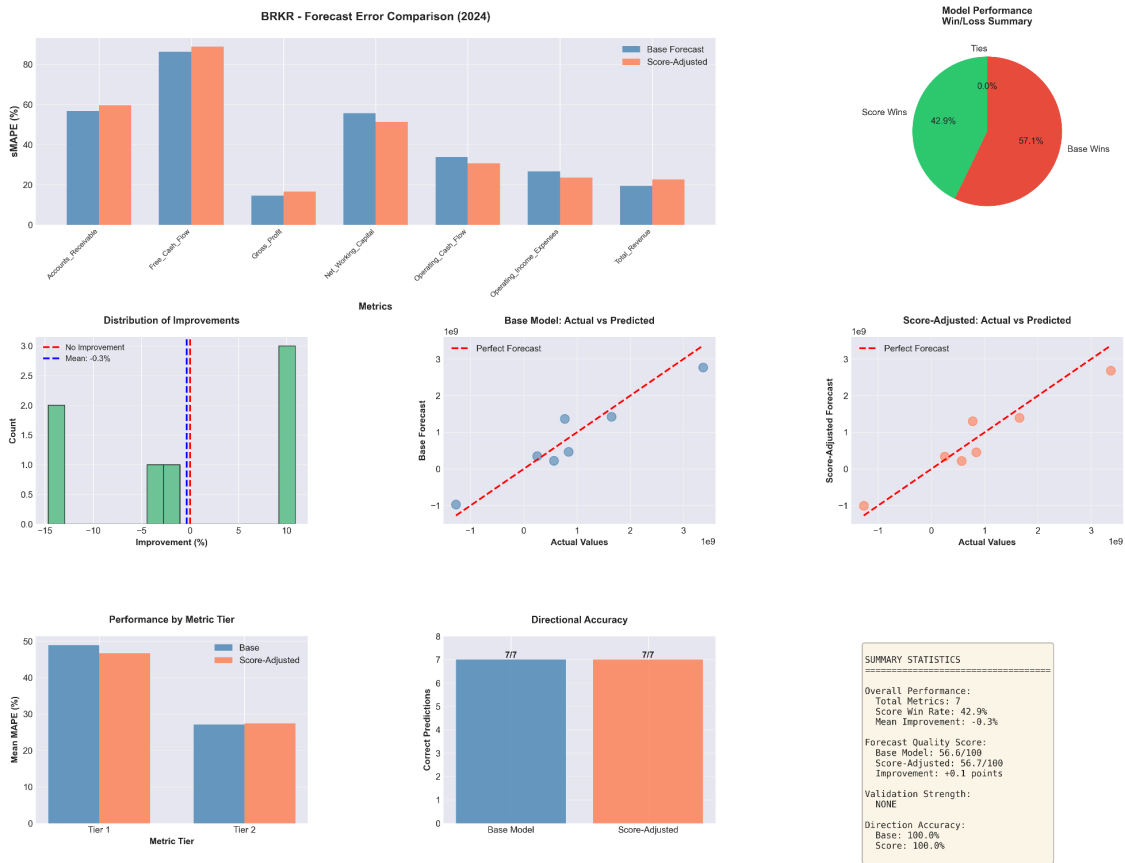 BRKR - Forecast Error Comparison (2024)
Base Forecast
Score-Adjusted
sMAPE (%)
80
60
40
20
0
Accounts_Receivable
Free_Cash_Flow
Gross_Profit
Net_Working_Capital
Operating_Cash_Flow
Operating_Income_Expenses
Total_Revenue
Metrics
Model Performance
Win/Loss Summary
Ties
0.0%
Score Wins
42.9%
57.1%
Base Wins
Distribution of Improvements
No Improvement
Mean: -0.3%
Count
3.0
2.5
2.0
1.5
1.0
0.5
0.0
−15 −10 −5 0 5 10
Improvement (%)
Base Model: Actual vs Predicted
1e9
Perfect Forecast
Base Forecast
3
2
1
0
−1
−1 0 1 2 3
1e9
Actual Values
Score-Adjusted: Actual vs Predicted
1e9
Perfect Forecast
Score-Adjusted Forecast
3
2
1
0
−1
−1 0 1 2 3
1e9
Actual Values
Performance by Metric Tier
Base
Score-Adjusted
Mean MAPE (%)
50
40
30
20
10
0
Tier 1 Tier 2
Metric Tier
Directional Accuracy
7/7 7/7
Correct Predictions
8
7
6
5
4
3
2
1
0
Base Model Score-Adjusted
SUMMARY STATISTICS
===================================
Overall Performance:
Total Metrics: 7
Score Win Rate: 42.9%
Mean Improvement: -0.3%
Forecast Quality Score:
Base Model: 56.6/100
Score-Adjusted: 56.7/100
Improvement: +0.1 points
Validation Strength:
NONE
Direction Accuracy:
Base: 100.0%
Score: 100.0%